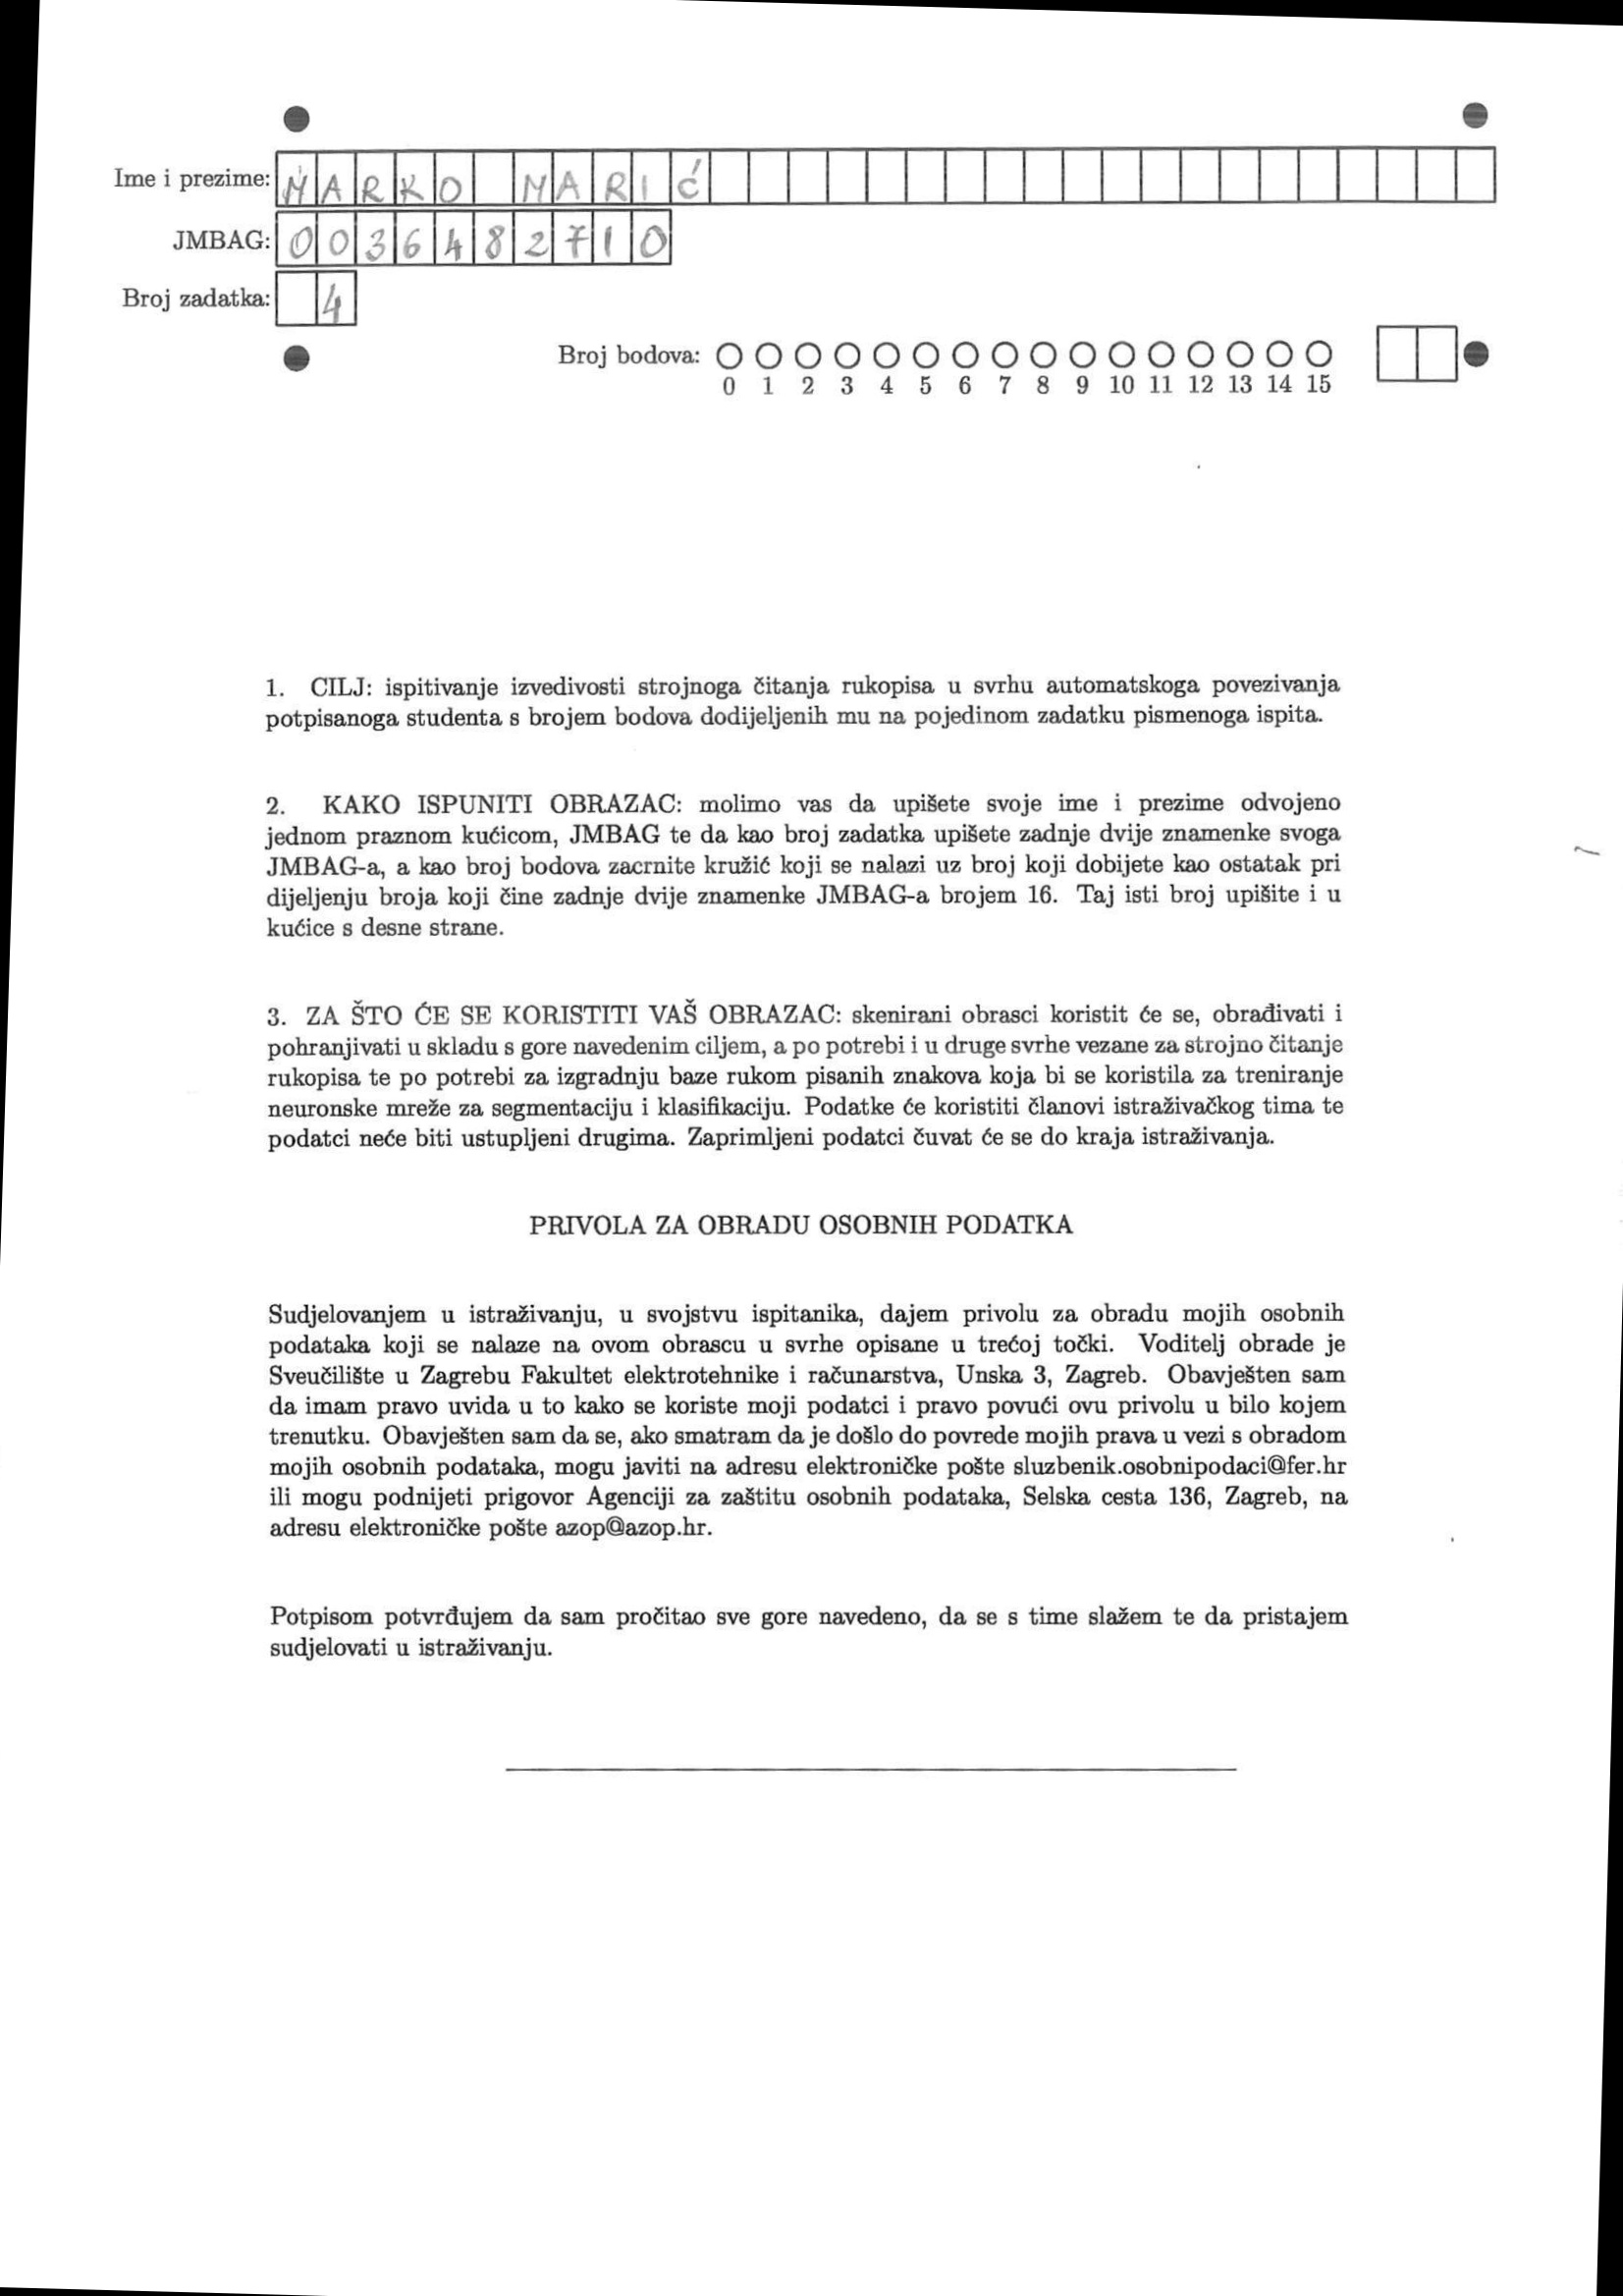 Ime i prezime: MARKO MARIĆ
JMBAG: 0036482710
Broj zadatka: 4
Broj bodova:
0 1 2 3 4 5 6 7 8 9 10 11 12 13 14 15
1. CILJ: ispitivanje izvedivosti strojnoga čitanja rukopisa u svrhu automatskoga povezivanja
potpisanoga studenta s brojem bodova dodijeljenih mu na pojedinom zadatku pismenoga ispita.
2. KAKO ISPUNITI OBRAZAC: molimo vas da upišete svoje ime i prezime odvojeno
jednom praznom kućicom, JMBAG te da kao broj zadatka upišete zadnje dvije znamenke svoga
JMBAG-a, a kao broj bodova zacrnite kružić koji se nalazi uz broj koji dobijete kao ostatak pri
dijeljenju broja koji čine zadnje dvije znamenke JMBAG-a brojem 16. Taj isti broj upišite i u
kućice s desne strane.
3. ZA ŠTO ĆE SE KORISTITI VAŠ OBRAZAC: skenirani obrasci koristit će se, obrađivati i
pohranjivati u skladu s gore navedenim ciljem, a po potrebi i u druge svrhe vezane za strojno čitanje
rukopisa te po potrebi za izgradnju baze rukom pisanih znakova koja bi se koristila za treniranje
neuronske mreže za segmentaciju i klasifikaciju. Podatke će koristiti članovi istraživačkog tima te
podatci neće biti ustupljeni drugima. Zaprimljeni podatci čuvat će se do kraja istraživanja.
PRIVOLA ZA OBRADU OSOBNIH PODATKA
Sudjelovanjem u istraživanju, u svojstvu ispitanika, dajem privolu za obradu mojih osobnih
podataka koji se nalaze na ovom obrascu u svrhe opisane u trećoj točki. Voditelj obrade je
Sveučilište u Zagrebu Fakultet elektrotehnike i računarstva, Unska 3, Zagreb. Obavješten sam
da imam pravo uvida u to kako se koriste moji podatci i pravo povući ovu privolu u bilo kojem
trenutku. Obavješten sam da se, ako smatram da je došlo do povrede mojih prava u vezi s obradom
mojih osobnih podataka, mogu javiti na adresu elektroničke pošte sluzbenik.osobnipodaci@fer.hr
ili mogu podnijeti prigovor Agenciji za zaštitu osobnih podataka, Selska cesta 136, Zagreb, na
adresu elektroničke pošte azop@azop.hr.
Potpisom potvrđujem da sam pročitao sve gore navedeno, da se s time slažem te da pristajem
sudjelovati u istraživanju.